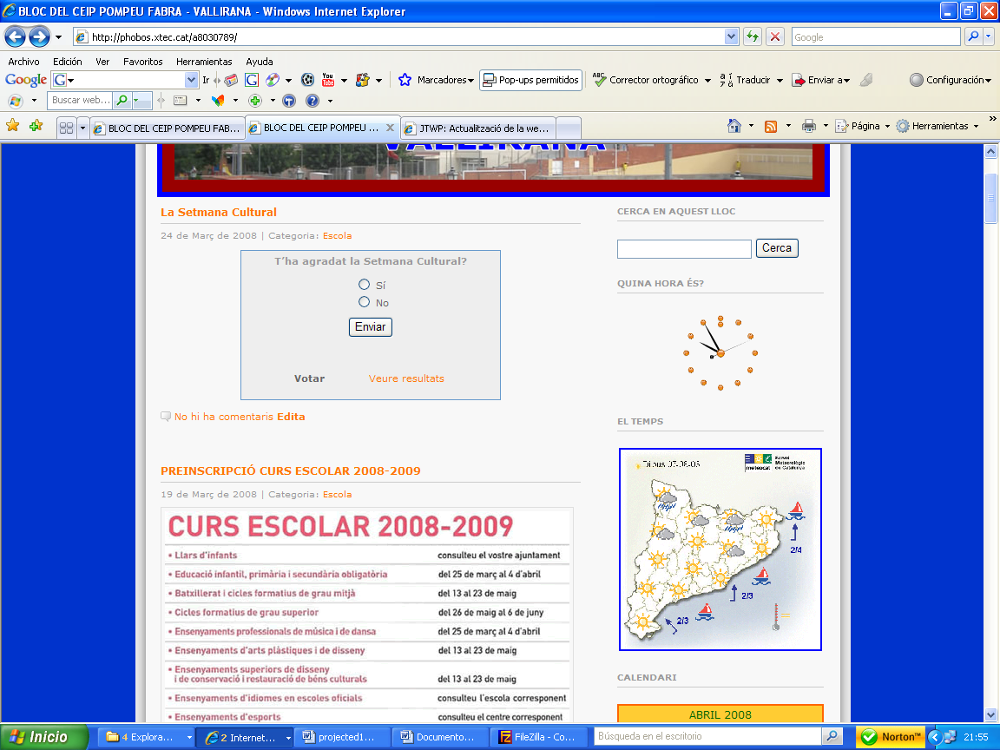 BLOC DEL CEIP POMPEU FABRA - VALLIRANA - Windows Internet Explorer
http://phobos.xtec.cat/a8030789/
Google
Archivo Edición Ver Favoritos Herramientas Ayuda
Google G Ir G You Tube Marcadores Pop-ups permitidos ABC Corrector ortográfico Traducir Enviar a Configuración
Buscar web...
BLOC DEL CEIP POMPEU FAB... BLOC DEL CEIP POMPEU ... X JTWP: Actualització de la we... Página Herramientas
VALLIRANA
La Setmana Cultural
24 de Març de 2008 | Categoria: Escola
T'ha agradat la Setmana Cultural?
Sí
No
Enviar
Votar Veure resultats
No hi ha comentaris Edita
PREINSCRIPCIÓ CURS ESCOLAR 2008-2009
19 de Març de 2008 | Categoria: Escola
CURS ESCOLAR 2008-2009
• Llars d'infants consulteu el vostre ajuntament
• Educació infantil, primària i secundària obligatòria del 25 de març al 4 d'abril
• Batxillerat i cicles formatius de grau mitjà del 13 al 23 de maig
• Cicles formatius de grau superior del 26 de maig al 6 de juny
• Ensenyaments professionals de música i de dansa del 25 de març al 4 d'abril
• Ensenyaments d'arts plàstiques i de disseny del 13 al 23 de maig
• Ensenyaments superiors de disseny
i de conservació i restauració de béns culturals del 13 al 23 de maig
• Ensenyaments d'idiomes en escoles oficials consulteu l'escola corresponent
• Ensenyaments d'esports consulteu el centre corresponent
CERCA EN AQUEST LLOC
Cerca
QUINA HORA ÉS?
EL TEMPS
meteocat Servei Meteorològic de Catalunya
2/4
2/3
2/3
CALENDARI
ABRIL 2008
Inicio 4 Explora... 2 Internet... projected1... Documento... FileZilla - Co... Búsqueda en el escritorio Norton™ 21:55